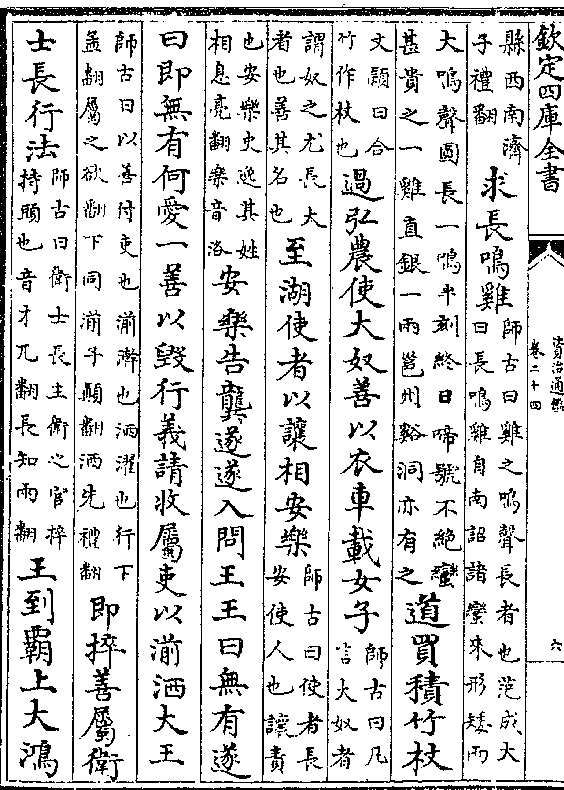 欽定四庫全書
資治通鑑
卷二十四
六
縣西南濟子禮翻求長鳴雞師古曰雞之鳴聲長者也范成大曰長鳴雞自南詔諸蠻來形矮而
大鳴聲圓長一鳴半刻終日啼號不絶蠻甚貴之一雞直銀一兩邕州谿洞亦有之道買積竹杖
文頴曰合竹作杖也過弘農使大奴善以衣車載女子師古曰凡言大奴者
謂奴之尤長大者也善其名也至湖使者以讓相安樂師古曰使者長安使人也讓責
也安樂史逸其姓相息亮翻樂音洛安樂告龔遂遂入問王王曰無有遂
曰即無有何愛一善以毀行義請收屬吏以湔洒大王
師古曰以善付吏也湔澣也洒濯也行下孟翻屬之欲翻下同湔子顛翻洒先禮翻即捽善屬衛
士長行法師古曰衛士長主衛之官捽持頭也音才兀翻長知兩翻王到霸上大鴻